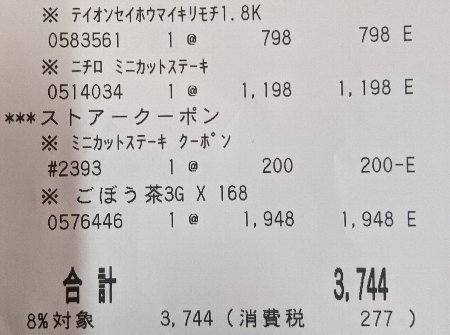 ※ テイオンセイホウマイキリモチ1.8K
0583561 1 @ 798 798 E
※ ニチロ ミニカットステーキ
0514034 1 @ 1,198 1,198 E
***ストアークーポン
※ ミニカットステーキ クーポン
#2393 1 @ 200 200-E
※ ごぼう茶3G X 168
0576446 1 @ 1,948 1,948 E
合計 3,744
8%対象 3,744 (消費税 277 )